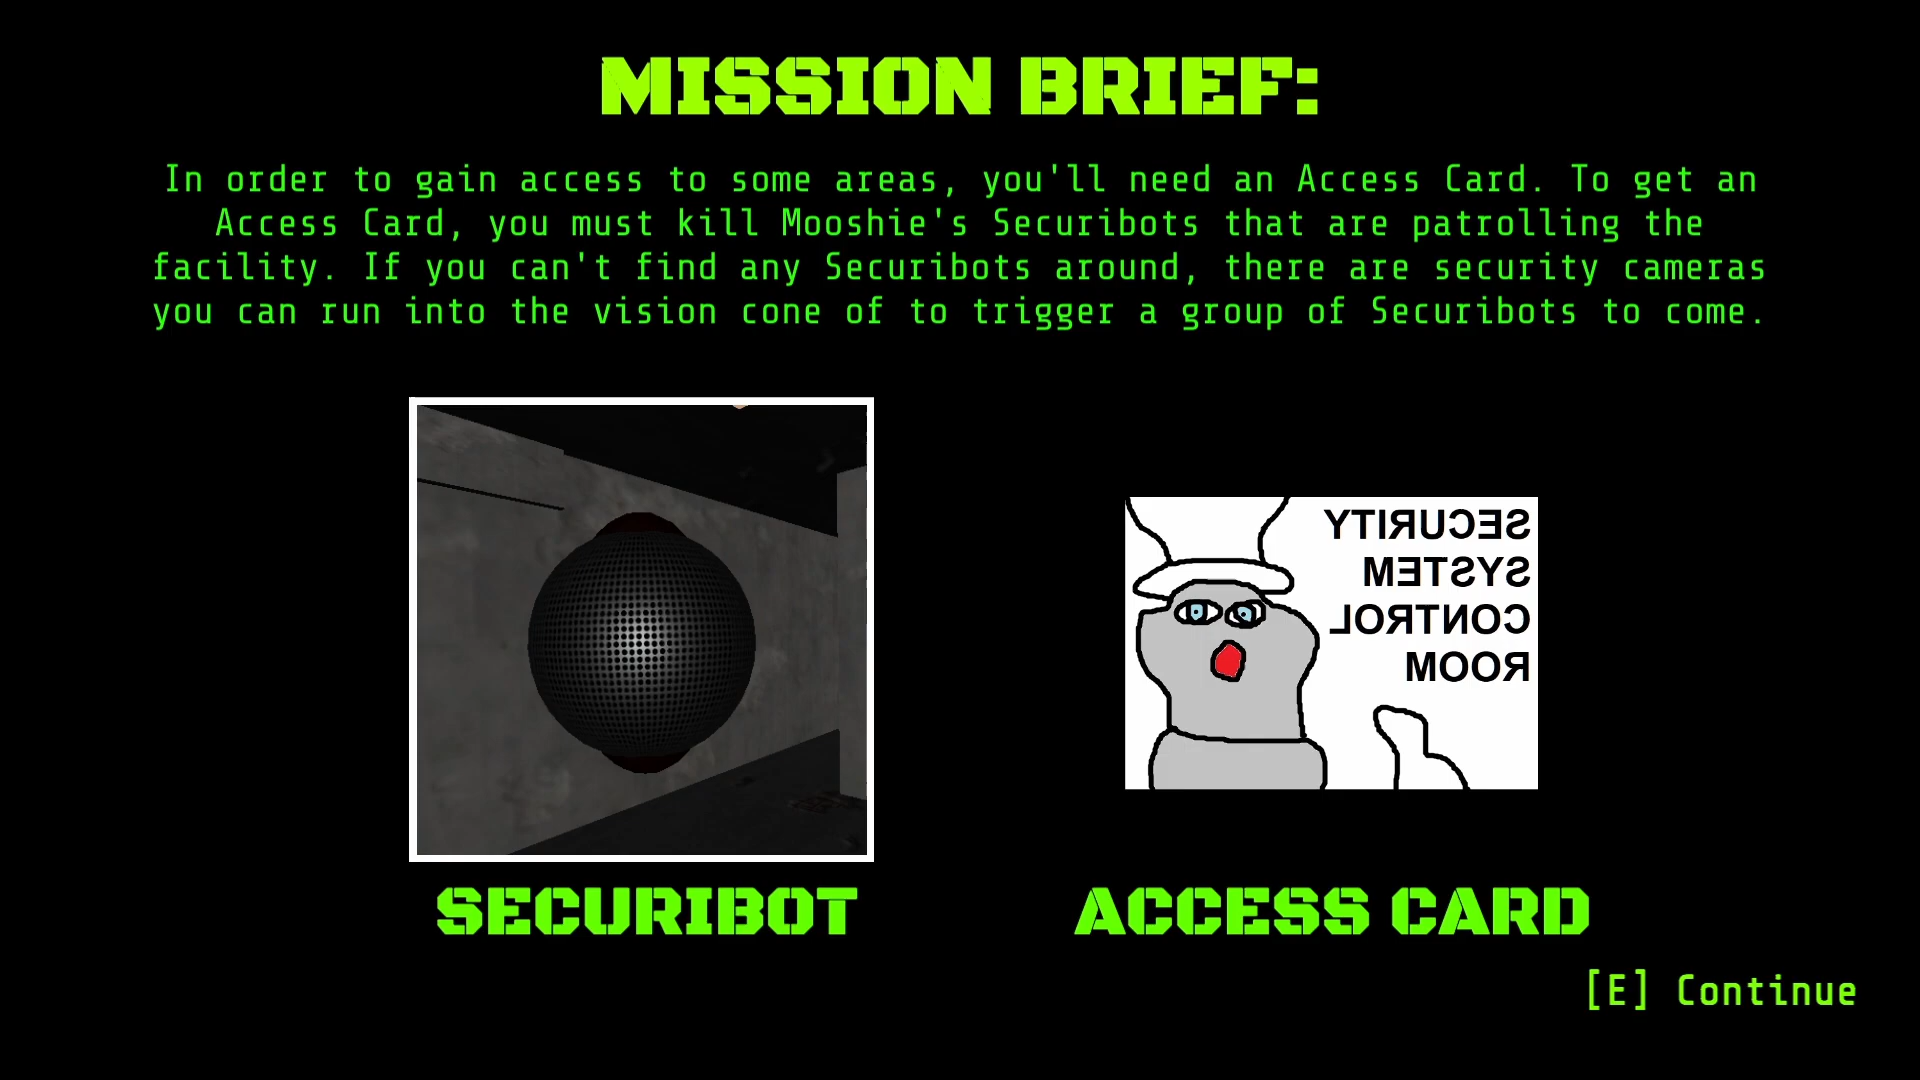 MISSION BRIEF:
In order to gain access to some areas, you'll need an Access Card. To get an
Access Card, you must kill Mooshie's Securibots that are patrolling the
facility. If you can't find any Securibots around, there are security cameras
you can run into the vision cone of to trigger a group of Securibots to come.
SECURITY
SYSTEM
CONTROL
ROOM
SECURIBOT
ACCESS CARD
[E] Continue